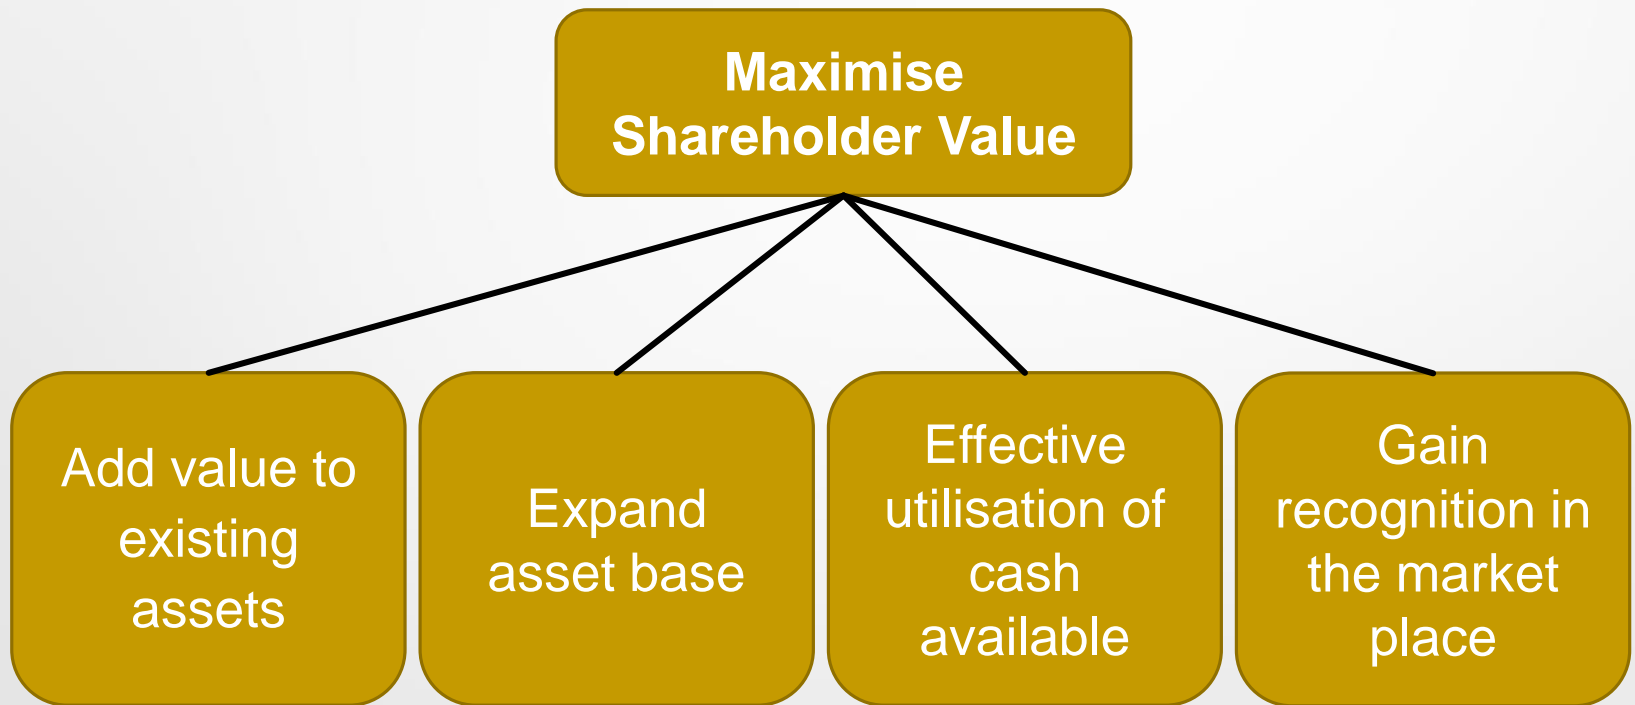 Maximise
Shareholder Value
Add value to
existing
assets
Expand
asset base
Effective
utilisation of
cash
available
Gain
recognition in
the market
place